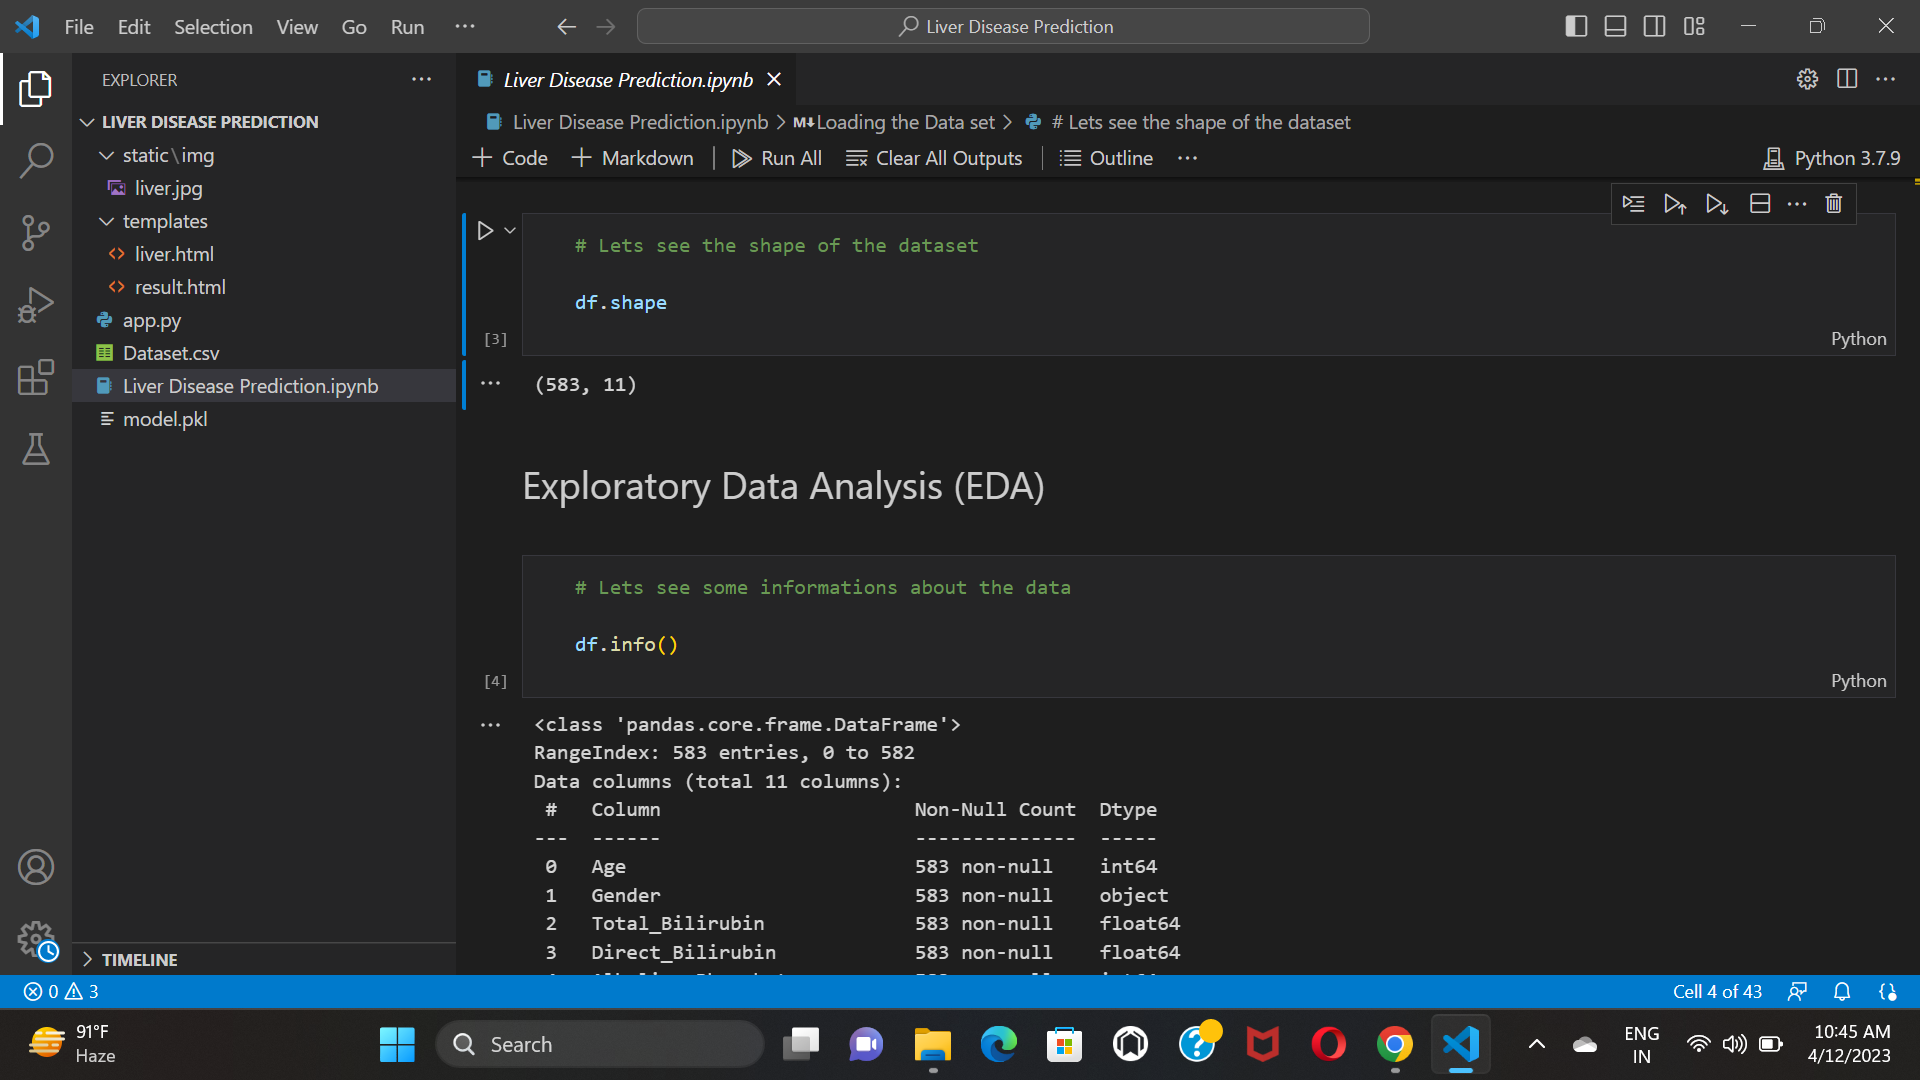 File Edit Selection View Go Run ···
Liver Disease Prediction
EXPLORER
LIVER DISEASE PREDICTION
static\img
liver.jpg
templates
liver.html
result.html
app.py
Dataset.csv
Liver Disease Prediction.ipynb
model.pkl
TIMELINE
Liver Disease Prediction.ipynb
Liver Disease Prediction.ipynb > M↓Loading the Data set > # Lets see the shape of the dataset
+ Code + Markdown | Run All Clear All Outputs | Outline ···
Python 3.7.9
# Lets see the shape of the dataset
df.shape
[3]
Python
(583, 11)
Exploratory Data Analysis (EDA)
# Lets see some informations about the data
df.info()
[4]
Python
<class 'pandas.core.frame.DataFrame'>
RangeIndex: 583 entries, 0 to 582
Data columns (total 11 columns):
# Column Non-Null Count Dtype
--- ------ -------------- -----
0 Age 583 non-null int64
1 Gender 583 non-null object
2 Total_Bilirubin 583 non-null float64
3 Direct_Bilirubin 583 non-null float64
0 3
Cell 4 of 43
91°F
Haze
Search
ENG
IN
10:45 AM
4/12/2023